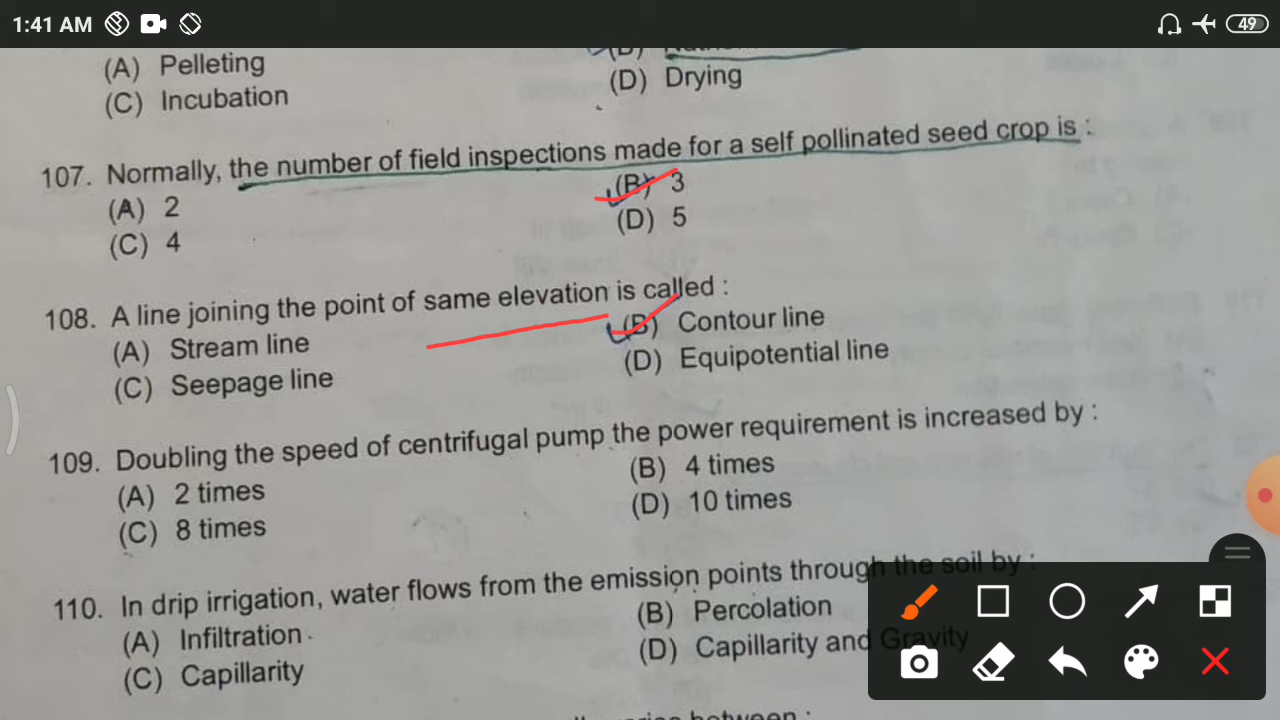 1:41 AM
49
(A) Pelleting
(B)
(C) Incubation
(D) Drying
107. Normally, the number of field inspections made for a self pollinated seed crop is :
(A) 2
(B) 3
(C) 4
(D) 5
108. A line joining the point of same elevation is called :
(A) Stream line
(B) Contour line
(C) Seepage line
(D) Equipotential line
109. Doubling the speed of centrifugal pump the power requirement is increased by :
(A) 2 times
(B) 4 times
(C) 8 times
(D) 10 times
110. In drip irrigation, water flows from the emission points through the soil by :
(A) Infiltration
(B) Percolation
(C) Capillarity
(D) Capillarity and Gravity
between :